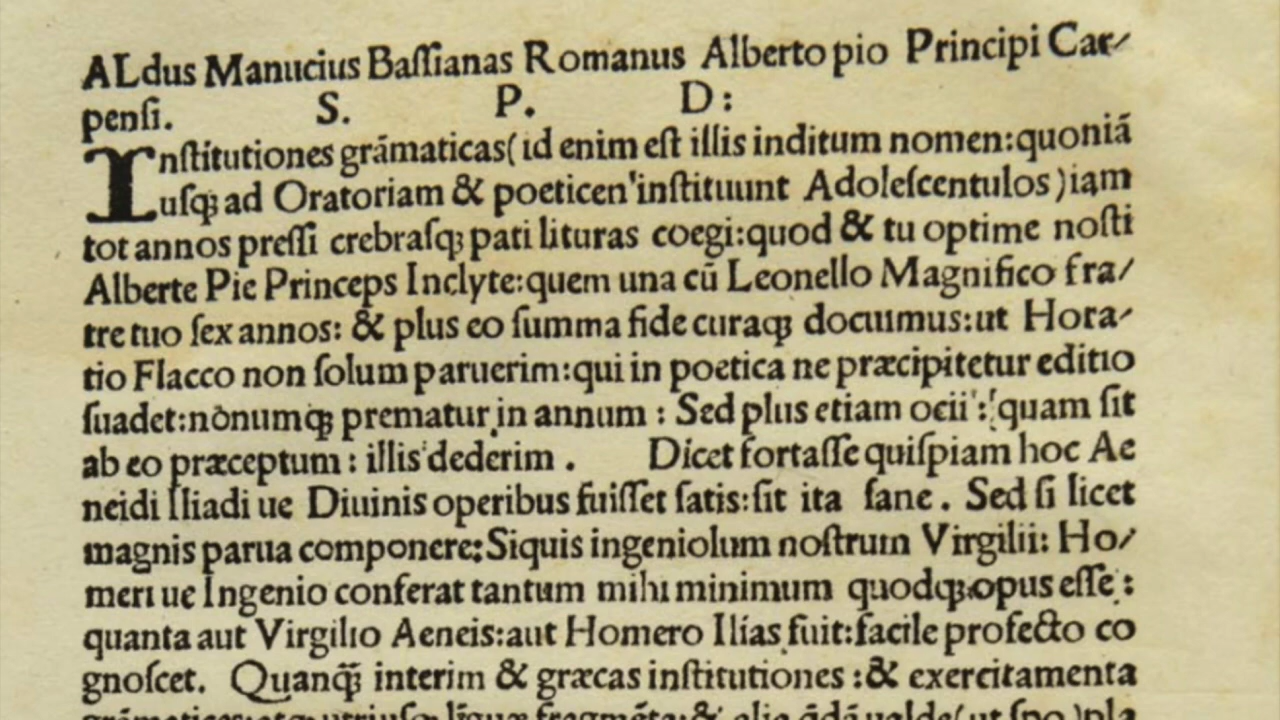 ALdus Manucius Baſſianas Romanus Alberto pio Principi Car⸗
penſi. S. P. D :
Inſtitutiones grãmaticas( id enim eſt illis inditum nomen:quoniã
uſqꝫ ad Oratoriam & poeticen inſtituunt Adoleſcentulos )iam
tot annos preſſi crebraſqꝫ pati lituras coegi:quod & tu optime noſti
Alberte Pie Princeps Inclyte:quem una cũ Leonello Magnifico fra⸗
tre tuo ſex annos: & plus eo ſumma fide curaqꝫ docuimus:ut Hora⸗
tio Flacco non ſolum paruerim:qui in poetica ne præcipitetur editio
ſuadet:nonumqꝫ prematur in annum : Sed plus etiam ocii : quam ſit
ab eo præceptum : illis dederim . Dicet fortaſſe quiſpiam hoc Ae
neidi Iliadi ue Diuinis operibus fuiſſet ſatis:ſit ita ſane . Sed ſi licet
magnis parua componere:Siquis ingeniolum noſtrum Virgilii: Ho⸗
meri ue Ingenio conferat tantum mihi minimum quodqꝫ opus eſſe :
quanta aut Virgilio Aeneis:aut Homero Ilias fuit:facile profecto co
gnoſcet. Quanqꝫ̃ interim & græcas inſtitutiones :& exercitamenta